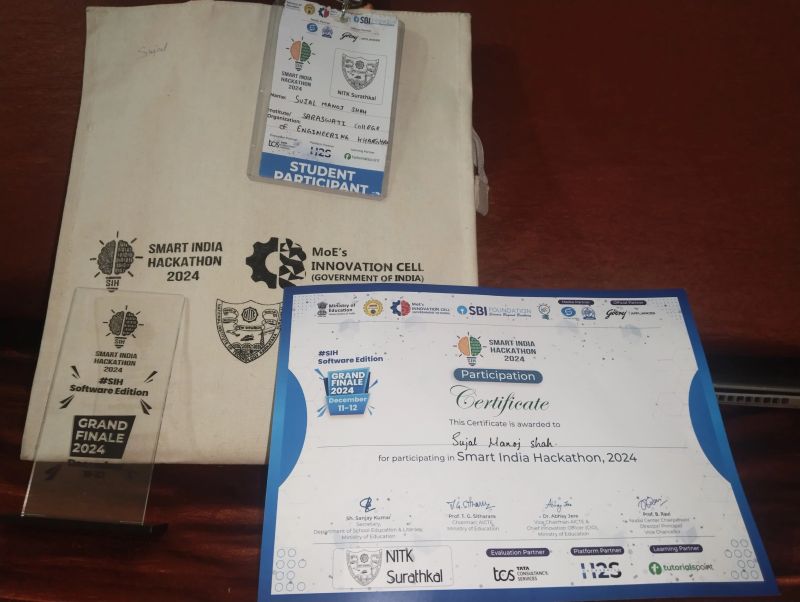 Sujal
SBI
Godrej | APPLIANCES
SMART INDIA
HACKATHON
2024
NITK Surathkal
Name: SUJAL MANOJ SHAH
Institute/
Organization: SARASWATI COLLEGE
OF ENGINEERING KHARGHAR
tcs
H2S
tutorialspoint
STUDENT
PARTICIPANT
SIH
SMART INDIA
HACKATHON
2024
MoE's
INNOVATION CELL
(GOVERNMENT OF INDIA)
SIH
SMART INDIA
HACKATHON
2024
#SIH
Software Edition
GRAND
FINALE
2024
Ministry of
Education
MoE's
INNOVATION CELL
SBI FOUNDATION
Media Partner
Official Partner
Godrej | APPLIANCES
SMART INDIA
HACKATHON
2024
#SIH
Software Edition
GRAND
FINALE
2024
December
11-12
Participation
Certificate
This Certificate is awarded to
Sujal Manoj shah.
for participating in Smart India Hackathon, 2024
Sh. Sanjay Kumar
Secretary,
Department of School Education & Literacy,
Ministry of Education
Prof. T. G. Sitharam
Chairman, AICTE
Ministry of Education
Dr. Abhay Jere
Vice Chairman AICTE &
Chief Innovation Officer (CIO),
Ministry of Education
Prof. B. Ravi
Nodal Center Chairperson
NITK
Surathkal
Evaluation Partner
tcs TATA
CONSULTANCY
SERVICES
Platform Partner
H2S
Learning Partner
tutorialspoint